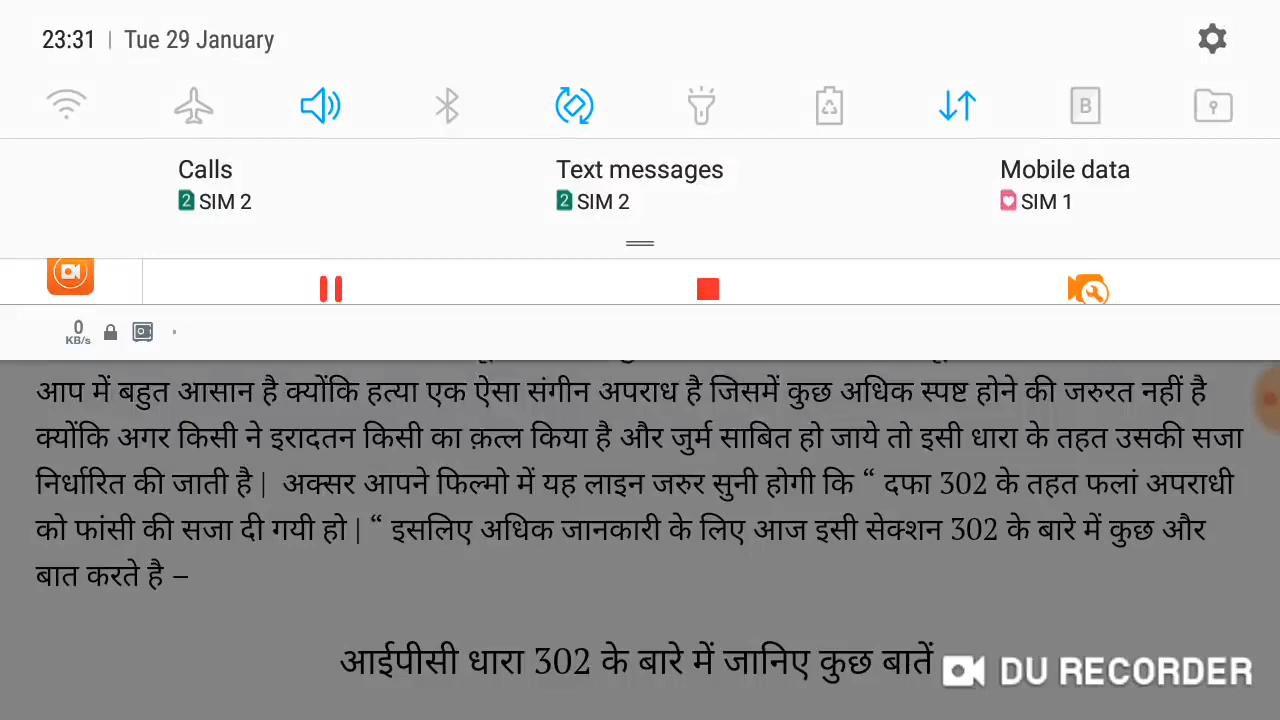 23:31 | Tue 29 January
B
Calls
Text messages
Mobile data
2 SIM 2
2 SIM 2
SIM 1
0
KB/s
आप में बहुत आसान है क्योंकि हत्या एक ऐसा संगीन अपराध है जिसमें कुछ अधिक स्पष्ट होने की जरुरत नहीं है
क्योंकि अगर किसी ने इरादतन किसी का क़त्ल किया है और जुर्म साबित हो जाये तो इसी धारा के तहत उसकी सजा
निर्धारित की जाती है | अक्सर आपने फिल्मो में यह लाइन जरुर सुनी होगी कि “ दफा 302 के तहत फलां अपराधी
को फांसी की सजा दी गयी हो | “ इसलिए अधिक जानकारी के लिए आज इसी सेक्शन 302 के बारे में कुछ और
बात करते है –
आईपीसी धारा 302 के बारे में जानिए कुछ बातें
DU RECORDER